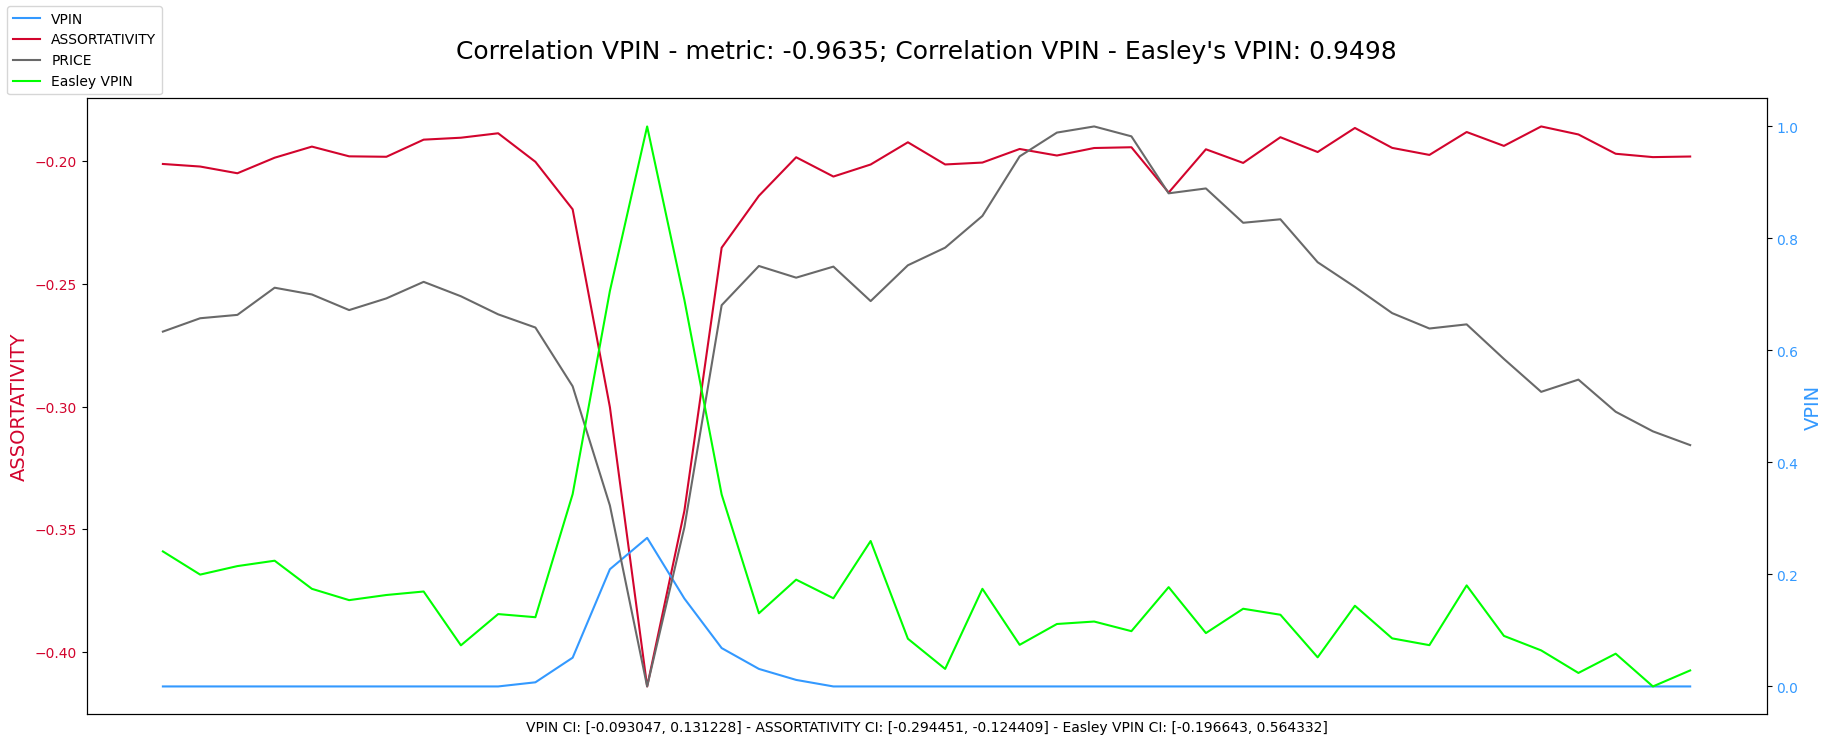 VPIN
ASSORTATIVITY
PRICE
Easley VPIN
Correlation VPIN - metric: -0.9635; Correlation VPIN - Easley's VPIN: 0.9498
ASSORTATIVITY
−0.20
−0.25
−0.30
−0.35
−0.40
1.0
0.8
0.6
0.4
0.2
0.0
VPIN
VPIN CI: [-0.093047, 0.131228] - ASSORTATIVITY CI: [-0.294451, -0.124409] - Easley VPIN CI: [-0.196643, 0.564332]